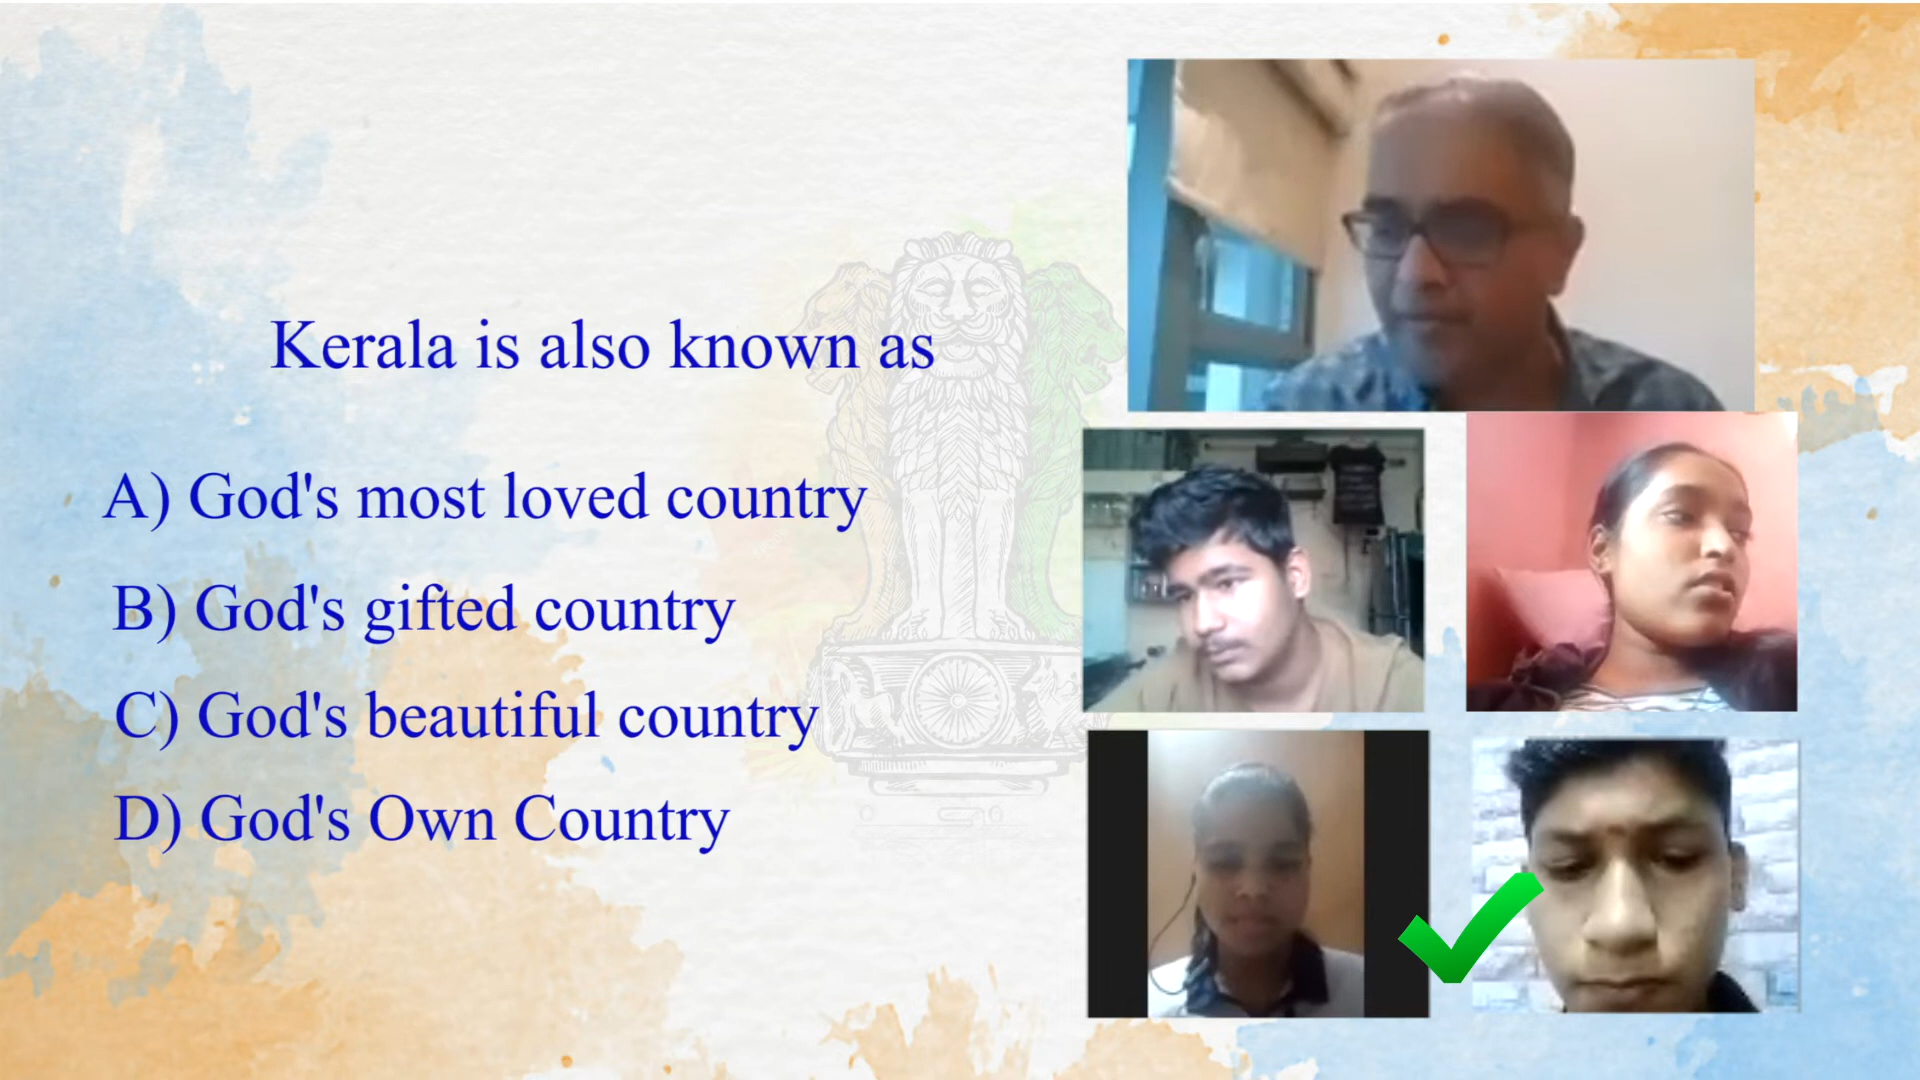 Kerala is also known as
A) God's most loved country
B) God's gifted country
C) God's beautiful country
D) God's Own Country